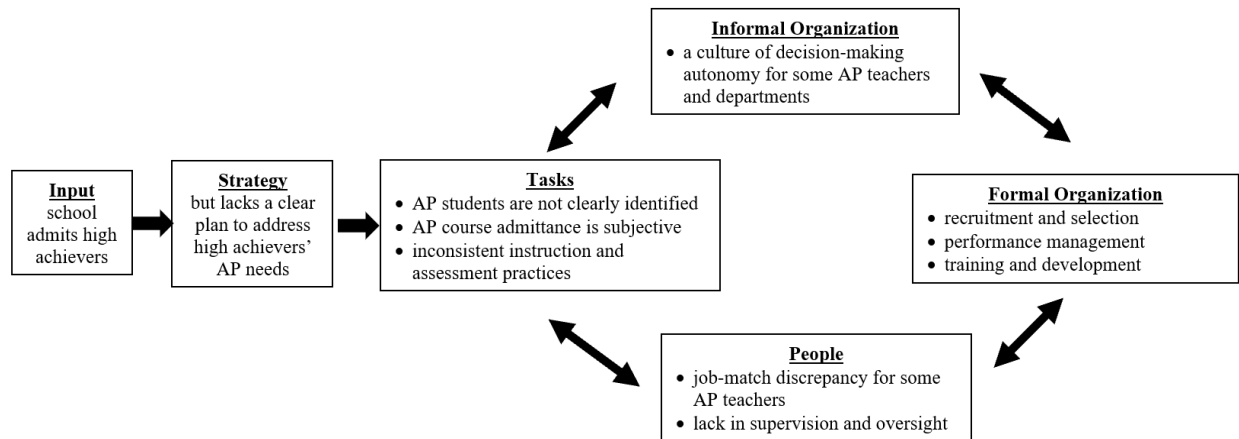 Input
school
admits high
achievers
Strategy
but lacks a clear
plan to address
high achievers’
AP needs
Tasks
• AP students are not clearly identified
• AP course admittance is subjective
• inconsistent instruction and
assessment practices
Informal Organization
• a culture of decision-making
autonomy for some AP teachers
and departments
Formal Organization
• recruitment and selection
• performance management
• training and development
People
• job-match discrepancy for some
AP teachers
• lack in supervision and oversight